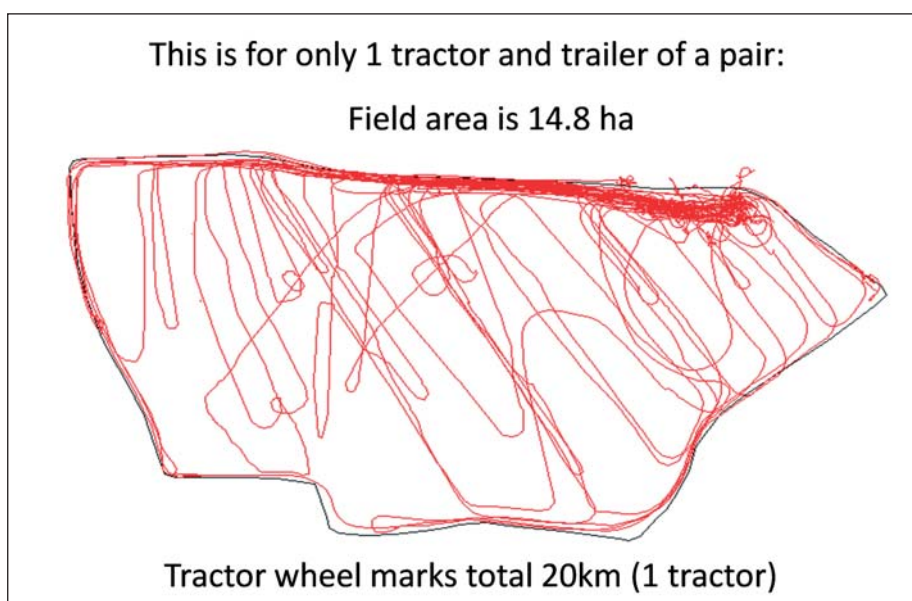 This is for only 1 tractor and trailer of a pair:
Field area is 14.8 ha
Tractor wheel marks total 20km (1 tractor)